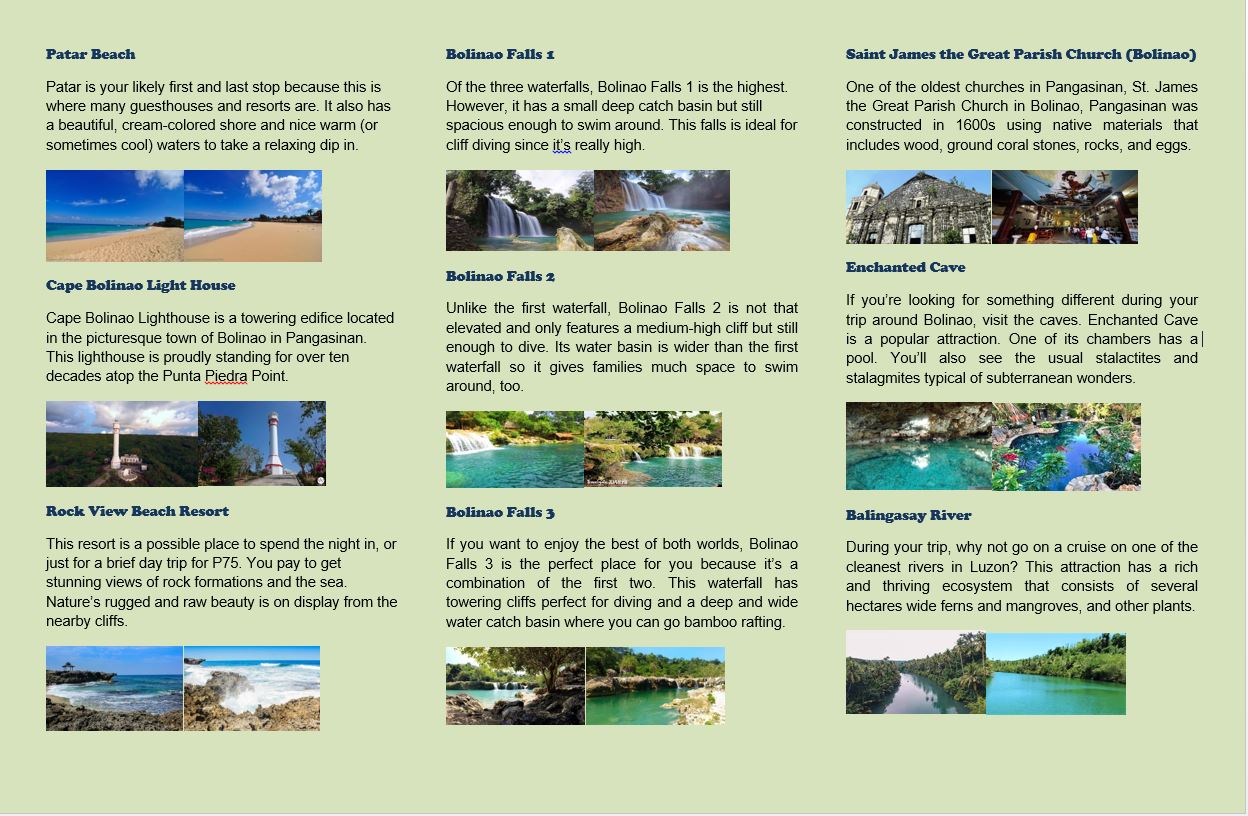 Patar Beach
Patar is your likely first and last stop because this is
where many guesthouses and resorts are. It also has
a beautiful, cream-colored shore and nice warm (or
sometimes cool) waters to take a relaxing dip in.
Cape Bolinao Light House
Cape Bolinao Lighthouse is a towering edifice located
in the picturesque town of Bolinao in Pangasinan.
This lighthouse is proudly standing for over ten
decades atop the Punta Piedra Point.
Rock View Beach Resort
This resort is a possible place to spend the night in, or
just for a brief day trip for P75. You pay to get
stunning views of rock formations and the sea.
Nature's rugged and raw beauty is on display from the
nearby cliffs.
Bolinao Falls 1
Of the three waterfalls, Bolinao Falls 1 is the highest.
However, it has a small deep catch basin but still
spacious enough to swim around. This falls is ideal for
cliff diving since it's really high.
Bolinao Falls 2
Unlike the first waterfall, Bolinao Falls 2 is not that
elevated and only features a medium-high cliff but still
enough to dive. Its water basin is wider than the first
waterfall so it gives families much space to swim
around, too.
Bolinao Falls 3
If you want to enjoy the best of both worlds, Bolinao
Falls 3 is the perfect place for you because it's a
combination of the first two. This waterfall has
towering cliffs perfect for diving and a deep and wide
water catch basin where you can go bamboo rafting.
Saint James the Great Parish Church (Bolinao)
One of the oldest churches in Pangasinan, St. James
the Great Parish Church in Bolinao, Pangasinan was
constructed in 1600s using native materials that
includes wood, ground coral stones, rocks, and eggs.
Enchanted Cave
If you're looking for something different during your
trip around Bolinao, visit the caves. Enchanted Cave
is a popular attraction. One of its chambers has a
pool. You'll also see the usual stalactites and
stalagmites typical of subterranean wonders.
Balingasay River
During your trip, why not go on a cruise on one of the
cleanest rivers in Luzon? This attraction has a rich
and thriving ecosystem that consists of several
hectares wide ferns and mangroves, and other plants.